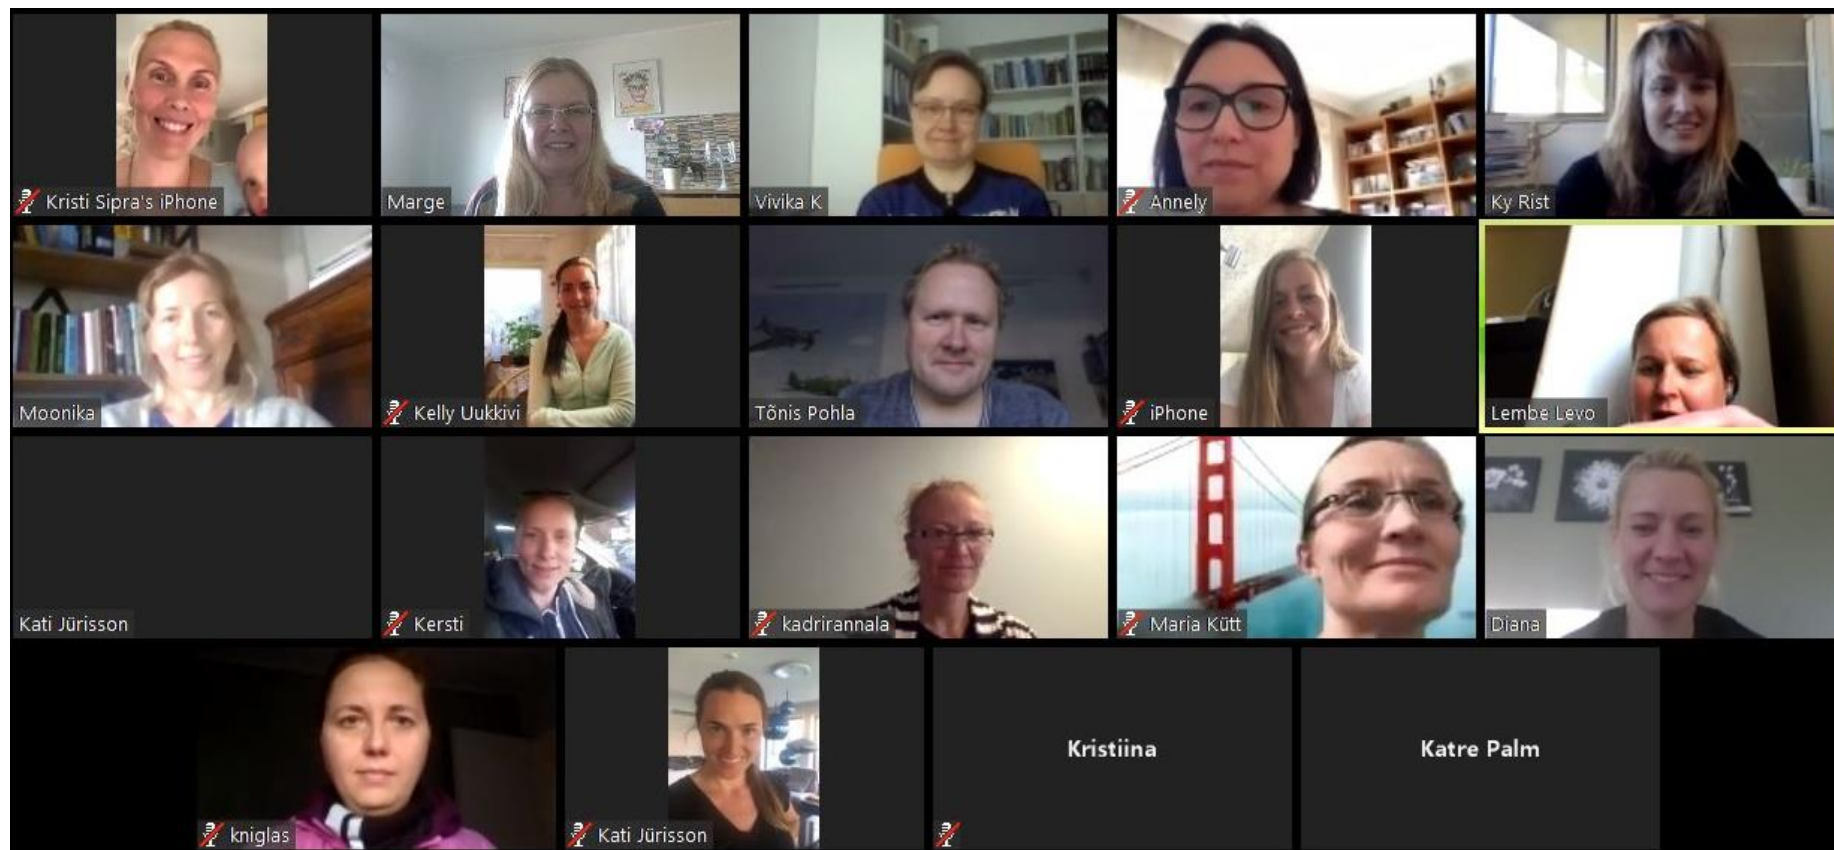 Kristi Sipra's iPhone
Marge
Vivika K
Annely
Ky Rist
Moonika
Kelly Uukkivi
Tõnis Pohla
iPhone
Lembe Levo
Kati Jürisson
Kersti
kadrirannala
Maria Kütt
Diana
kniglas
Kati Jürisson
Kristiina
Katre Palm